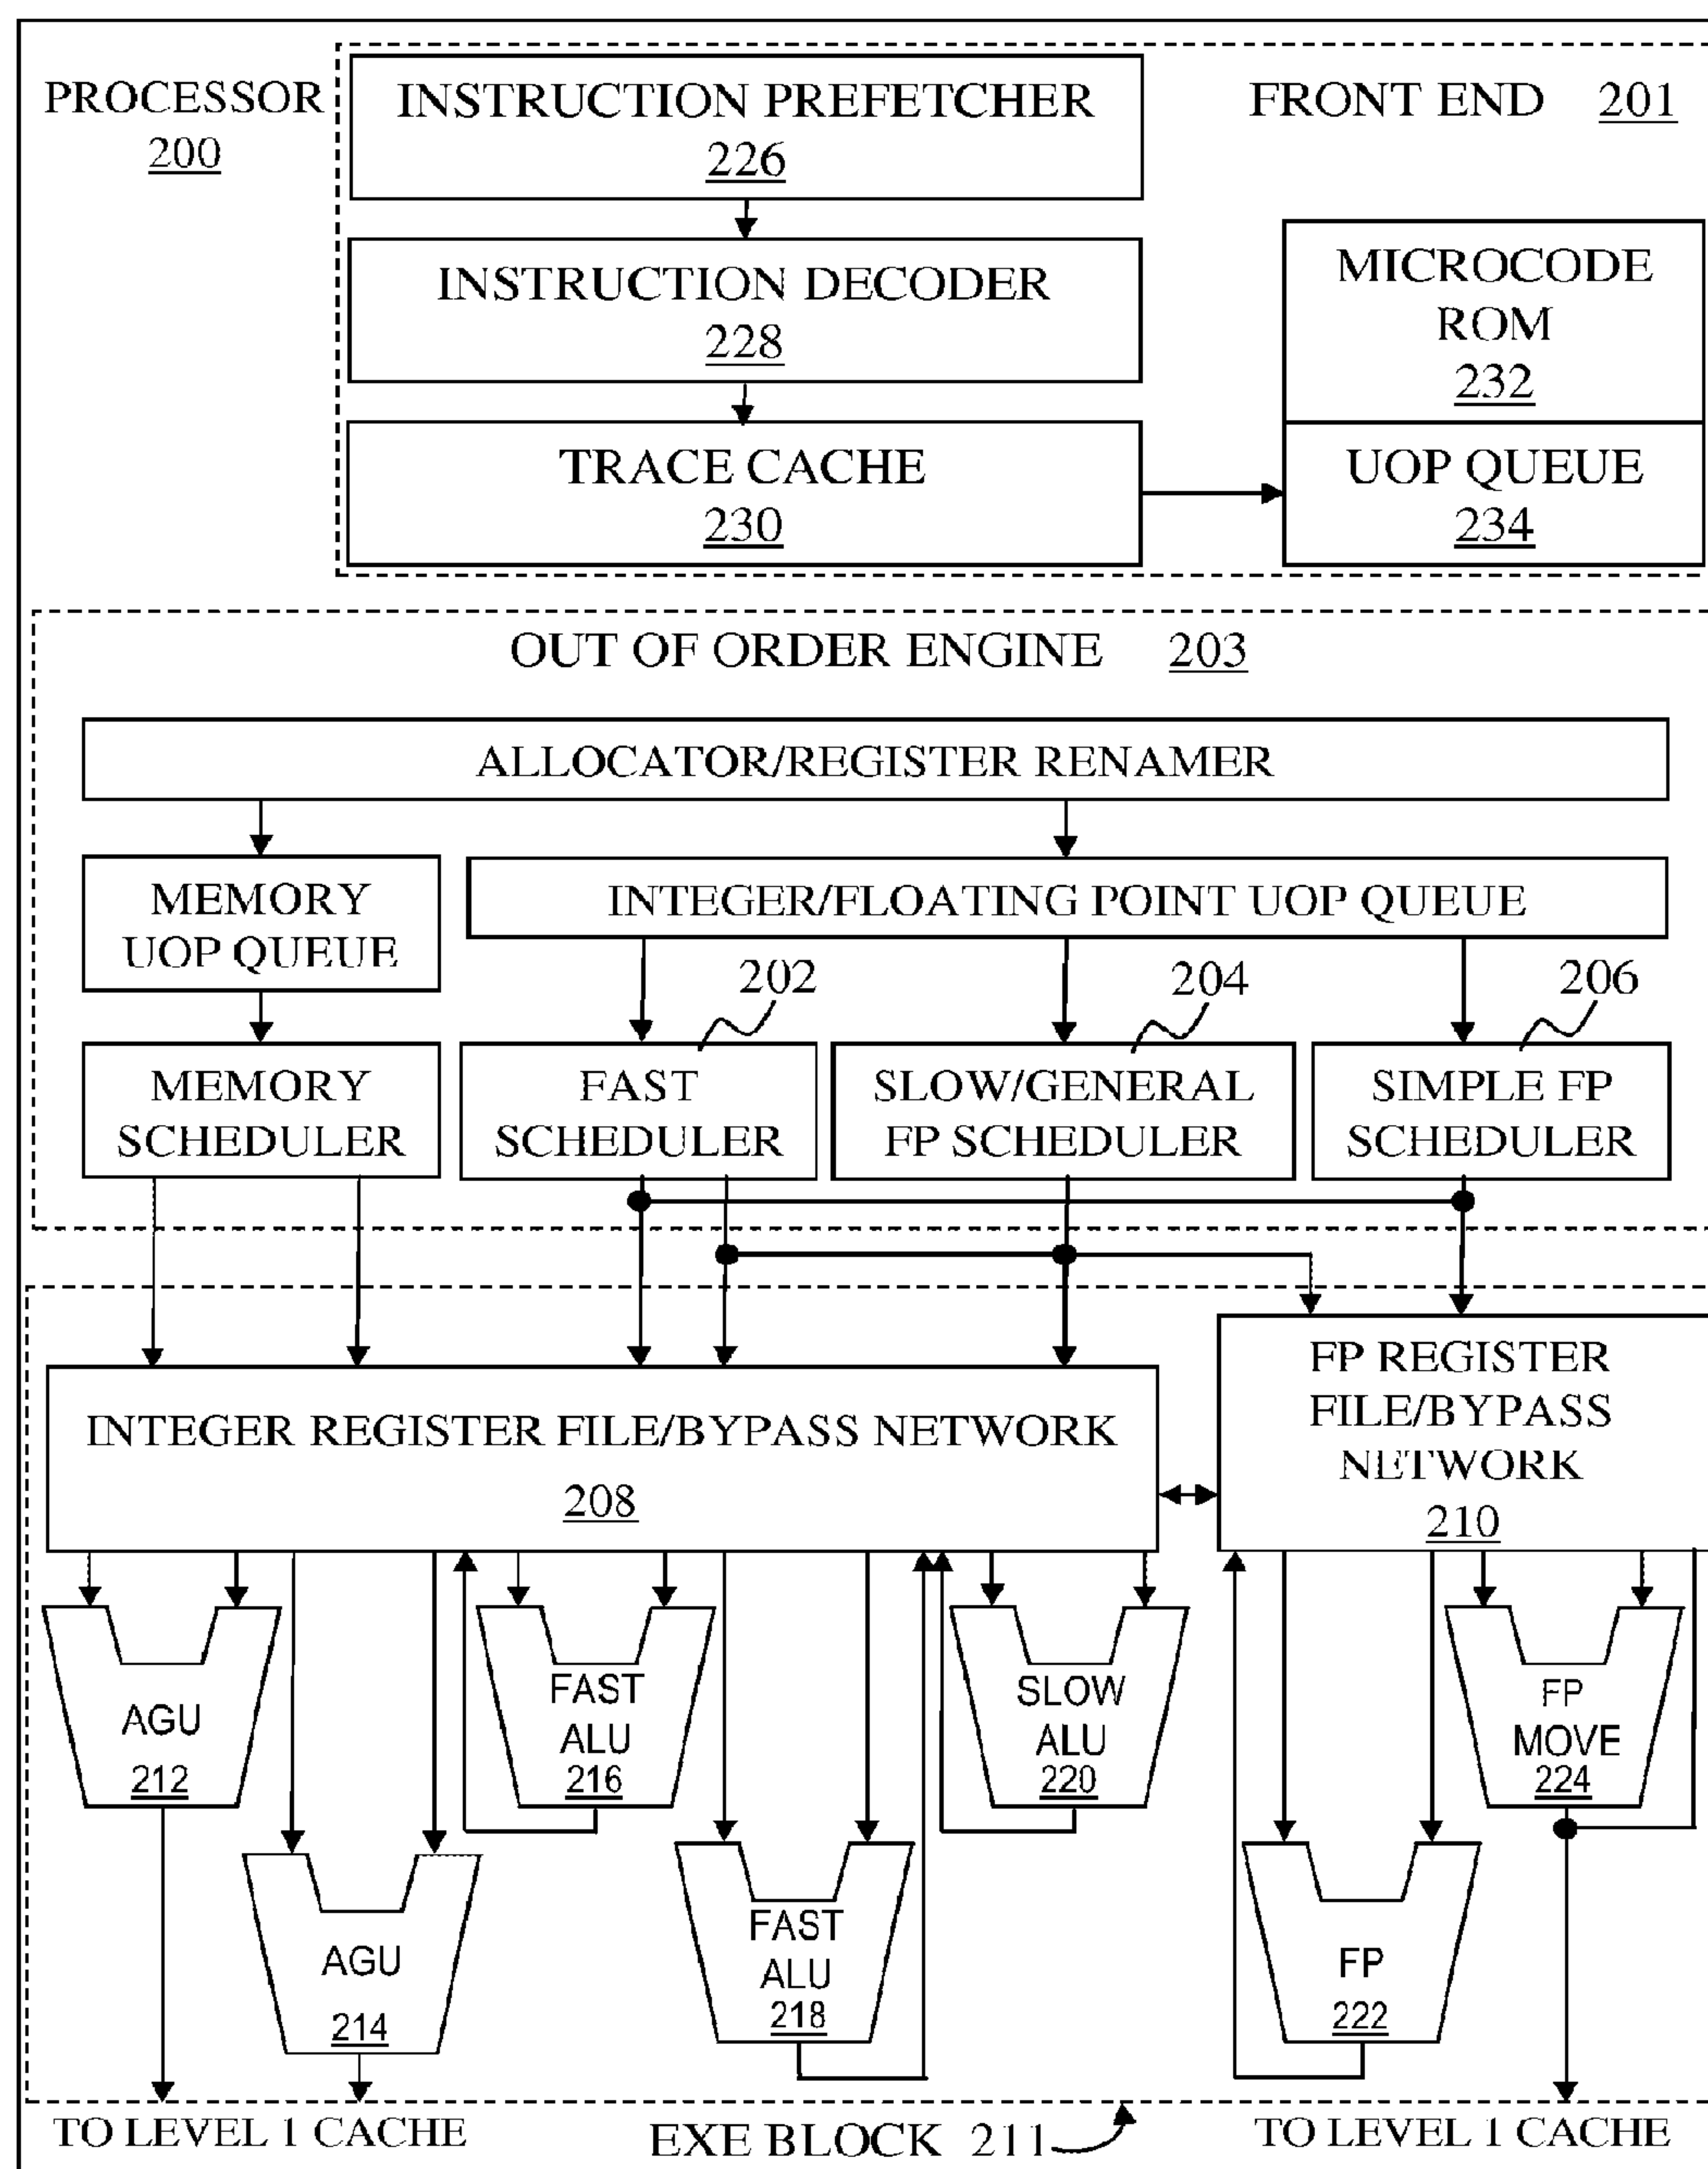 PROCESSOR
200
INSTRUCTION PREFETCHER
226
FRONT END 201
INSTRUCTION DECODER
228
MICROCODE
ROM
232
TRACE CACHE
230
UOP QUEUE
234
OUT OF ORDER ENGINE 203
ALLOCATOR/REGISTER RENAMER
MEMORY
UOP QUEUE
INTEGER/FLOATING POINT UOP QUEUE
202
204
206
MEMORY
SCHEDULER
FAST
SCHEDULER
SLOW/GENERAL
FP SCHEDULER
SIMPLE FP
SCHEDULER
INTEGER REGISTER FILE/BYPASS NETWORK
208
FP REGISTER
FILE/BYPASS
NETWORK
210
AGU
212
FAST
ALU
216
SLOW
ALU
220
FP
MOVE
224
AGU
214
FAST
ALU
218
FP
222
TO LEVEL 1 CACHE
EXE BLOCK 211
TO LEVEL 1 CACHE